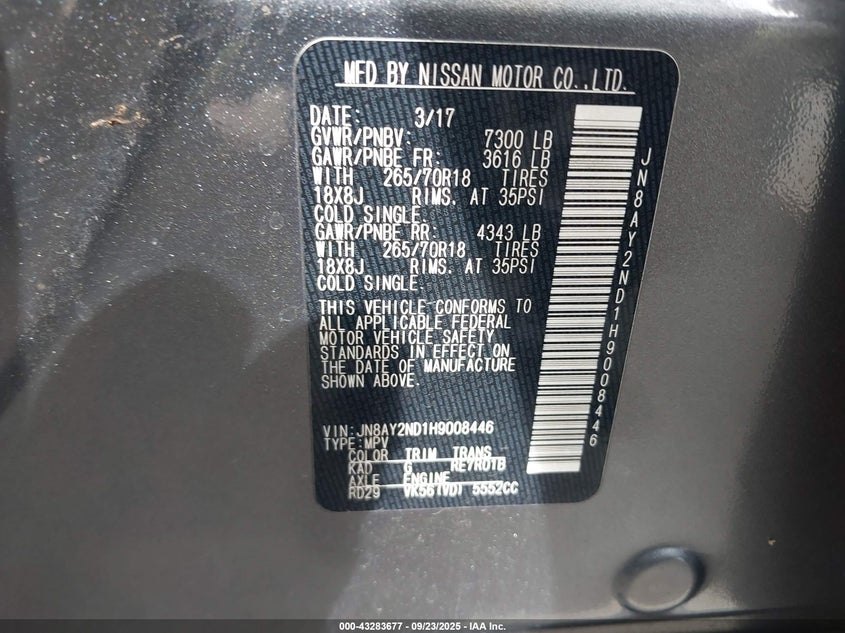 MFD BY NISSAN MOTOR CO.,LTD.
DATE: 3/17
GVWR/PNBV: 7300 LB
GAWR/PNBE FR: 3616 LB
WITH 265/70R18 TIRES
18X8J RIMS. AT 35PSI
COLD SINGLE.
GAWR/PNBE RR: 4343 LB
WITH 265/70R18 TIRES
18X8J RIMS. AT 35PSI
COLD SINGLE.
THIS VEHICLE CONFORMS TO
ALL APPLICABLE FEDERAL
MOTOR VEHICLE SAFETY
STANDARDS IN EFFECT ON
THE DATE OF MANUFACTURE
SHOWN ABOVE.
VIN:JN8AY2ND1H9008446
TYPE:MPV
COLOR TRIM TRANS
KAD G RE7R01B
AXLE ENGINE
RD29 VK56(VD) 5552CC
JN8AY2ND1H9008446
000-43283677 - 09/23/2025 - IAA Inc.